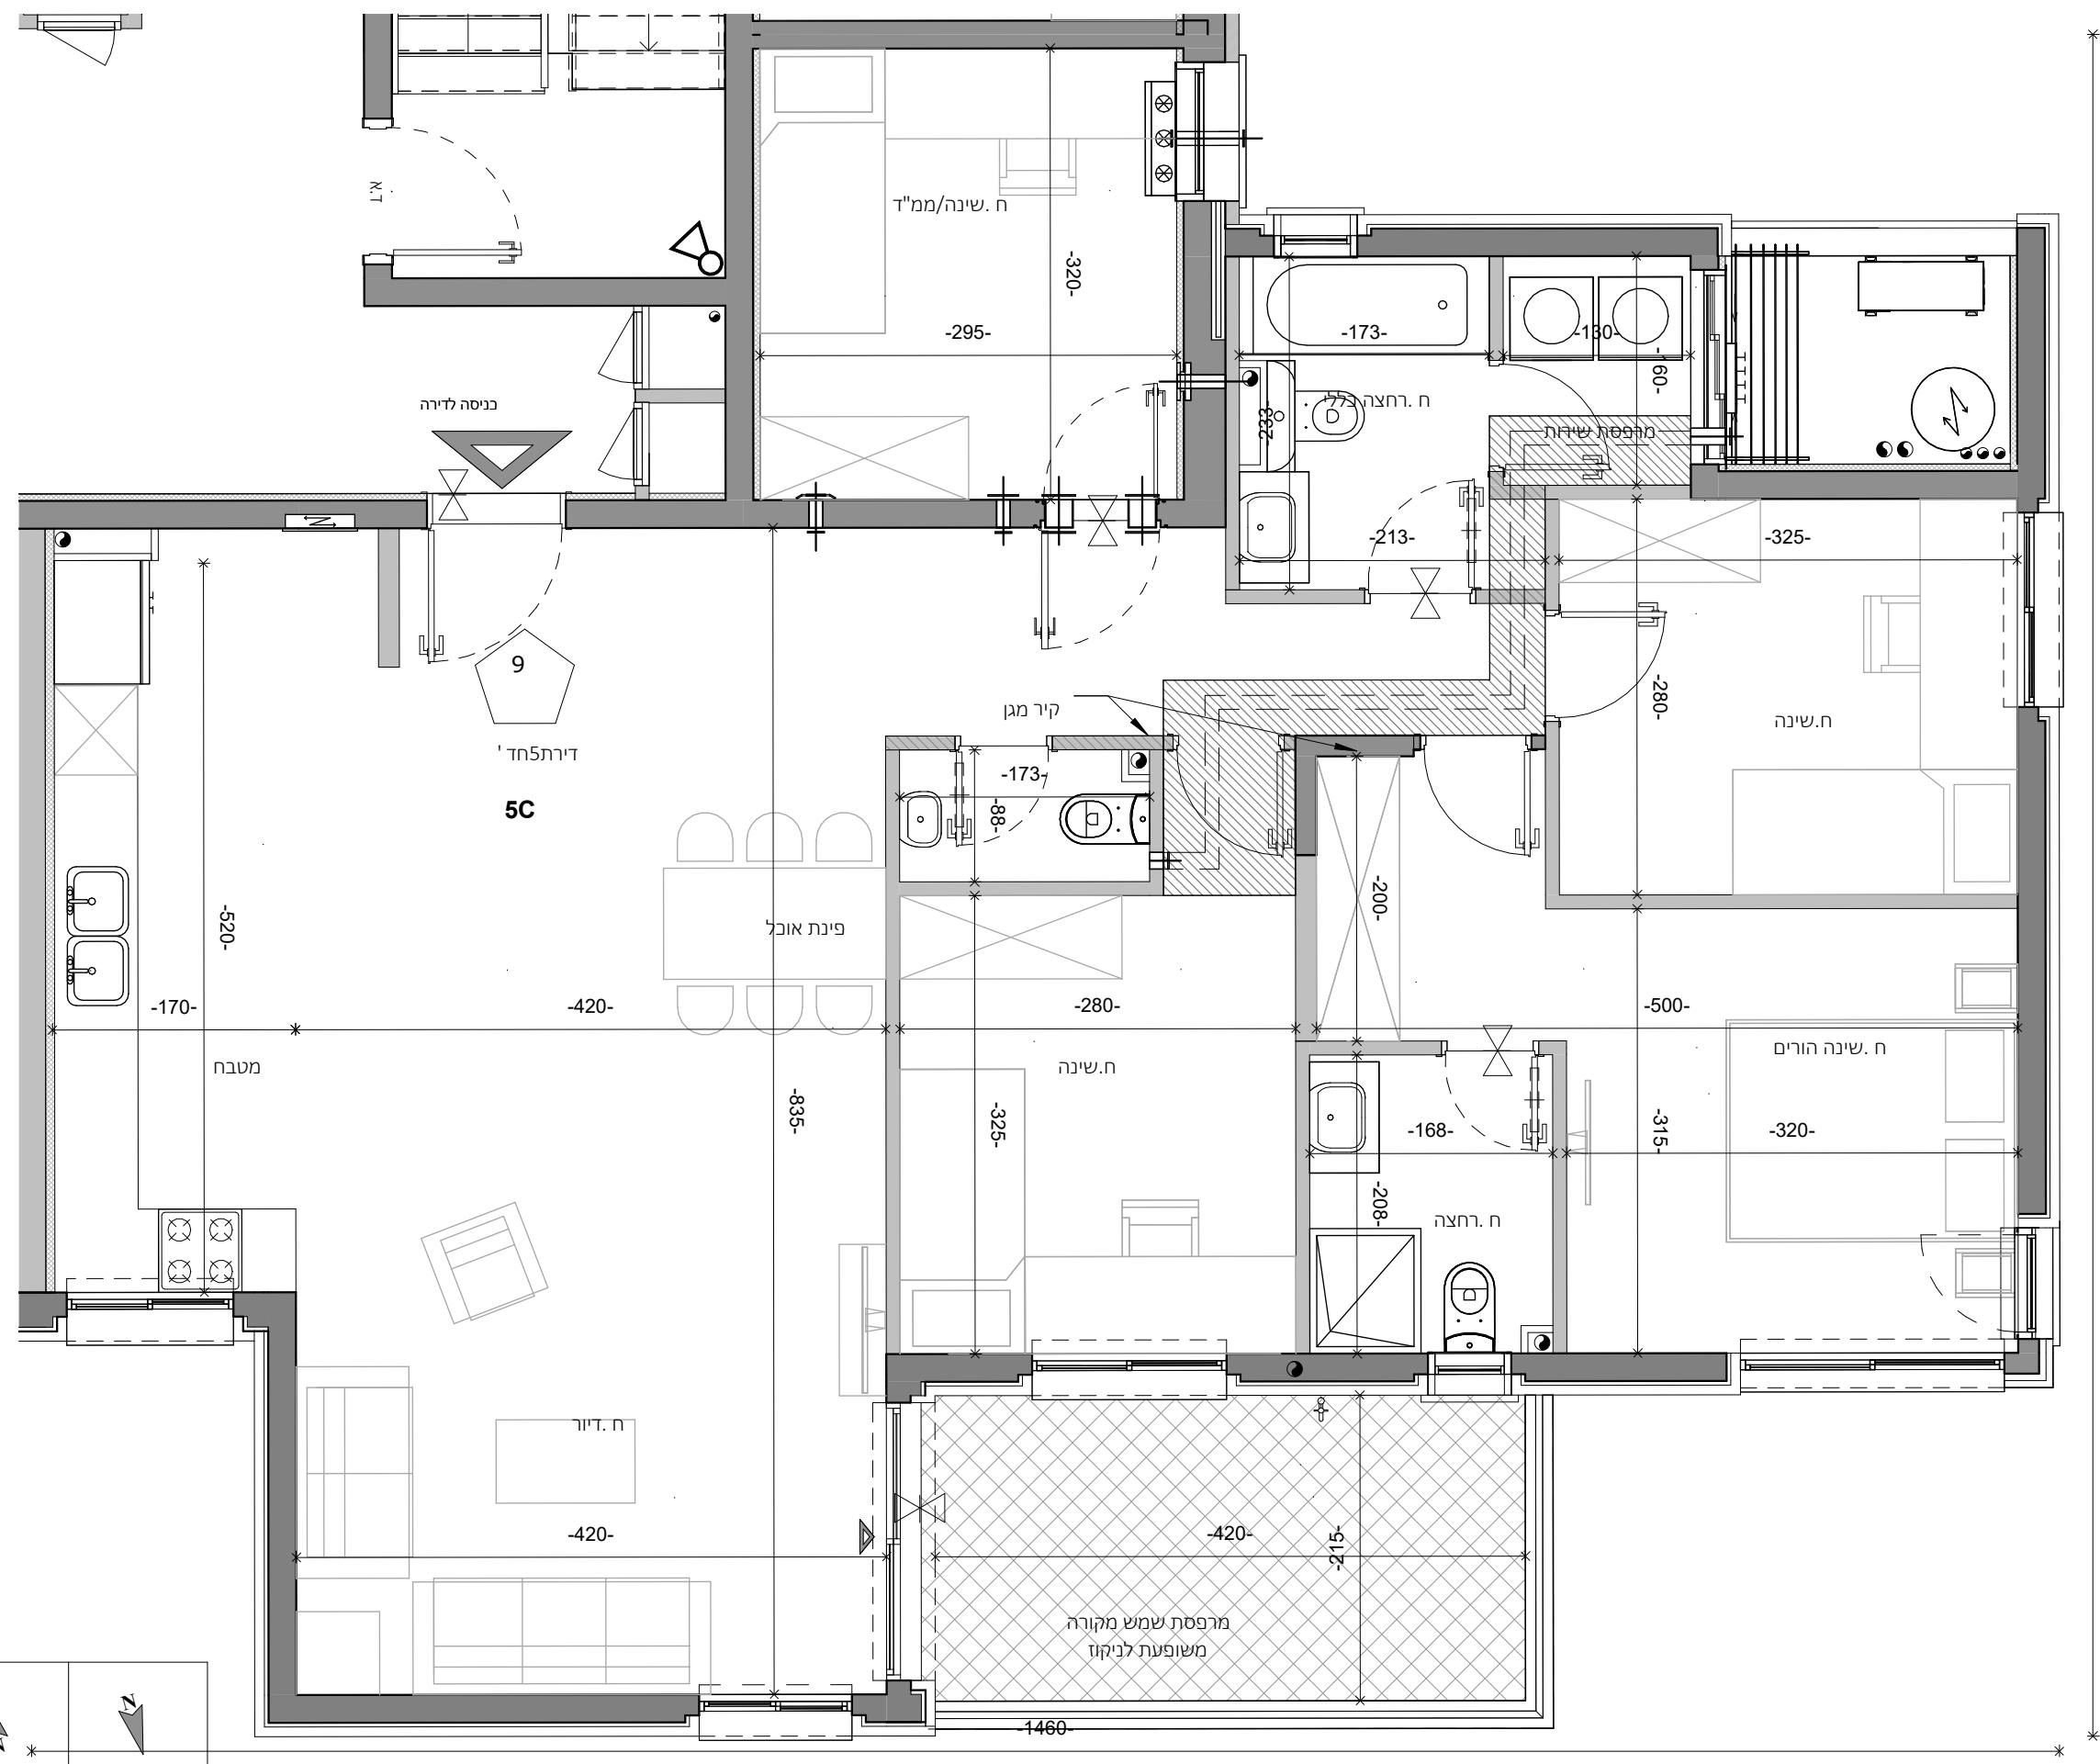 ד.א.
ח .שינה/ממ"ד
-320-
-295-
-173-
-130-
-160-
כניסה לדירה
ח .רחצה כללי
-233-
מרפסת שירות
-213-
-325-
9
קיר מגן
-280-
ח.שינה
דירת5חד '
5C
-173-
-88-
-200-
-520-
פינת אוכל
-170-
-420-
-280-
-500-
מטבח
ח.שינה
ח .שינה הורים
-835-
-325-
-168-
-315-
-320-
-208-
ח .רחצה
ח .דיור
-420-
-420-
-215-
מרפסת שמש מקורה
משופעת לניקוז
N
-1460-